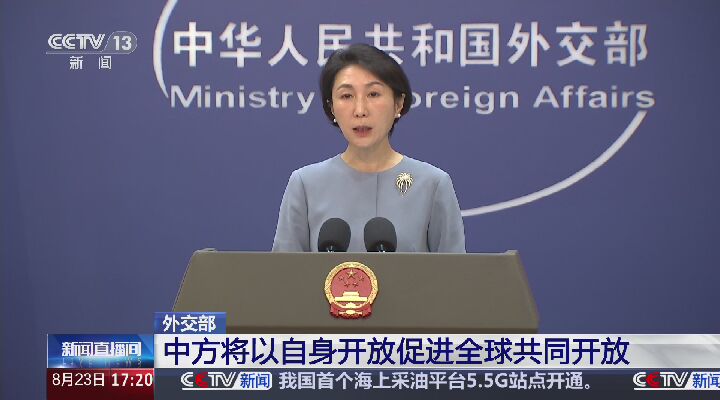 CCTV 13
新闻
中华人民共和国外交部
Ministry Foreign Affairs
外交部
新闻直播间
中方将以自身开放促进全球共同开放
8月23日 17:20
CCTV新闻 我国首个海上采油平台5.5G站点开通。 CCTV新闻